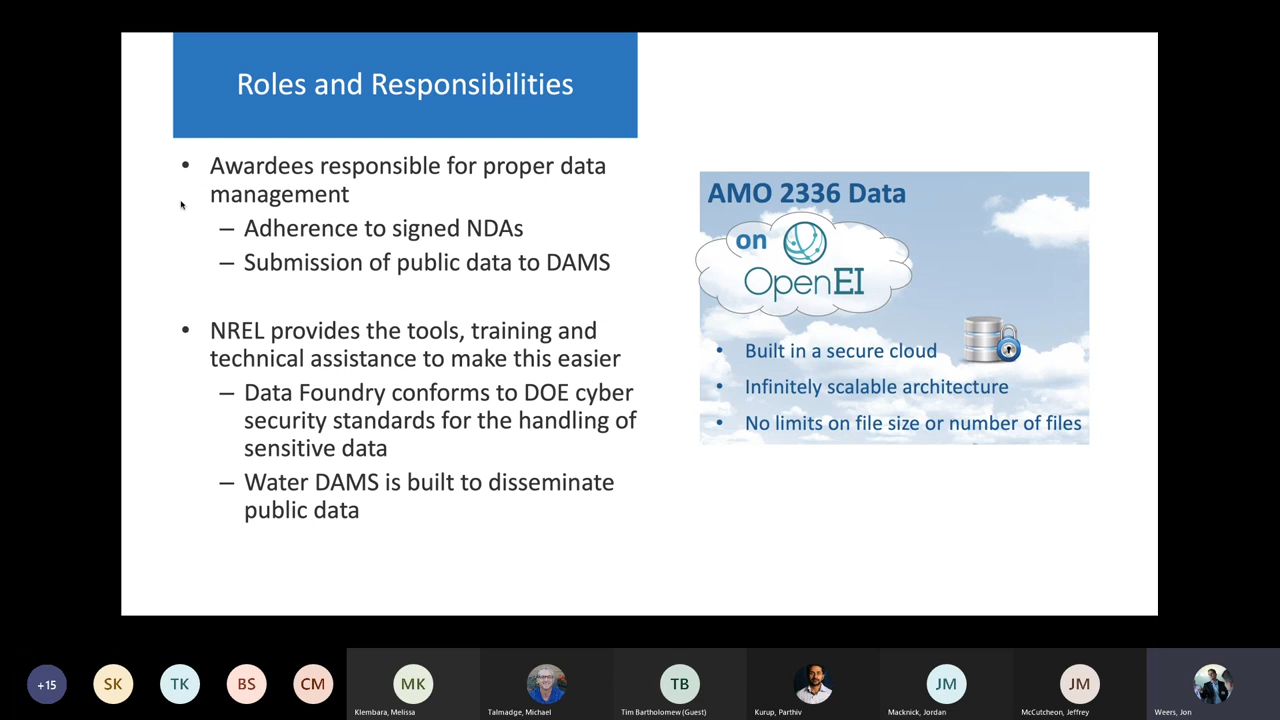 Roles and Responsibilities
• Awardees responsible for proper data
management
– Adherence to signed NDAs
– Submission of public data to DAMS
• NREL provides the tools, training and
technical assistance to make this easier
– Data Foundry conforms to DOE cyber
security standards for the handling of
sensitive data
– Water DAMS is built to disseminate
public data
AMO 2336 Data
on
OpenEI
• Built in a secure cloud
• Infinitely scalable architecture
• No limits on file size or number of files
+15
SK
TK
BS
CM
MK
TB
JM
JM
Klembara, Melissa
Talmadge, Michael
Tim Bartholomew (Guest)
Kurup, Parthiv
Macknick, Jordan
McCutcheon, Jeffrey
Weers, Jon